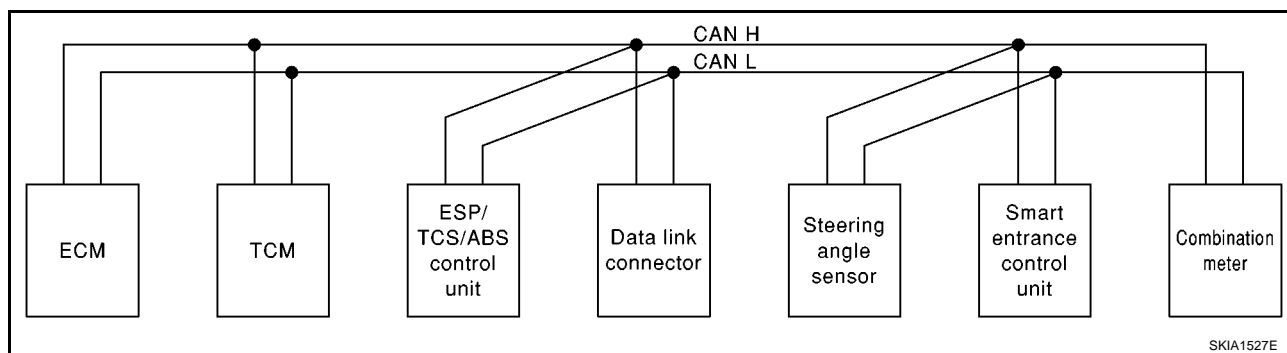 CAN H
CAN L
ECM
TCM
ESP/
TCS/ABS
control
unit
Data link
connector
Steering
angle
sensor
Smart
entrance
control
unit
Combination
meter
SKIA1527E